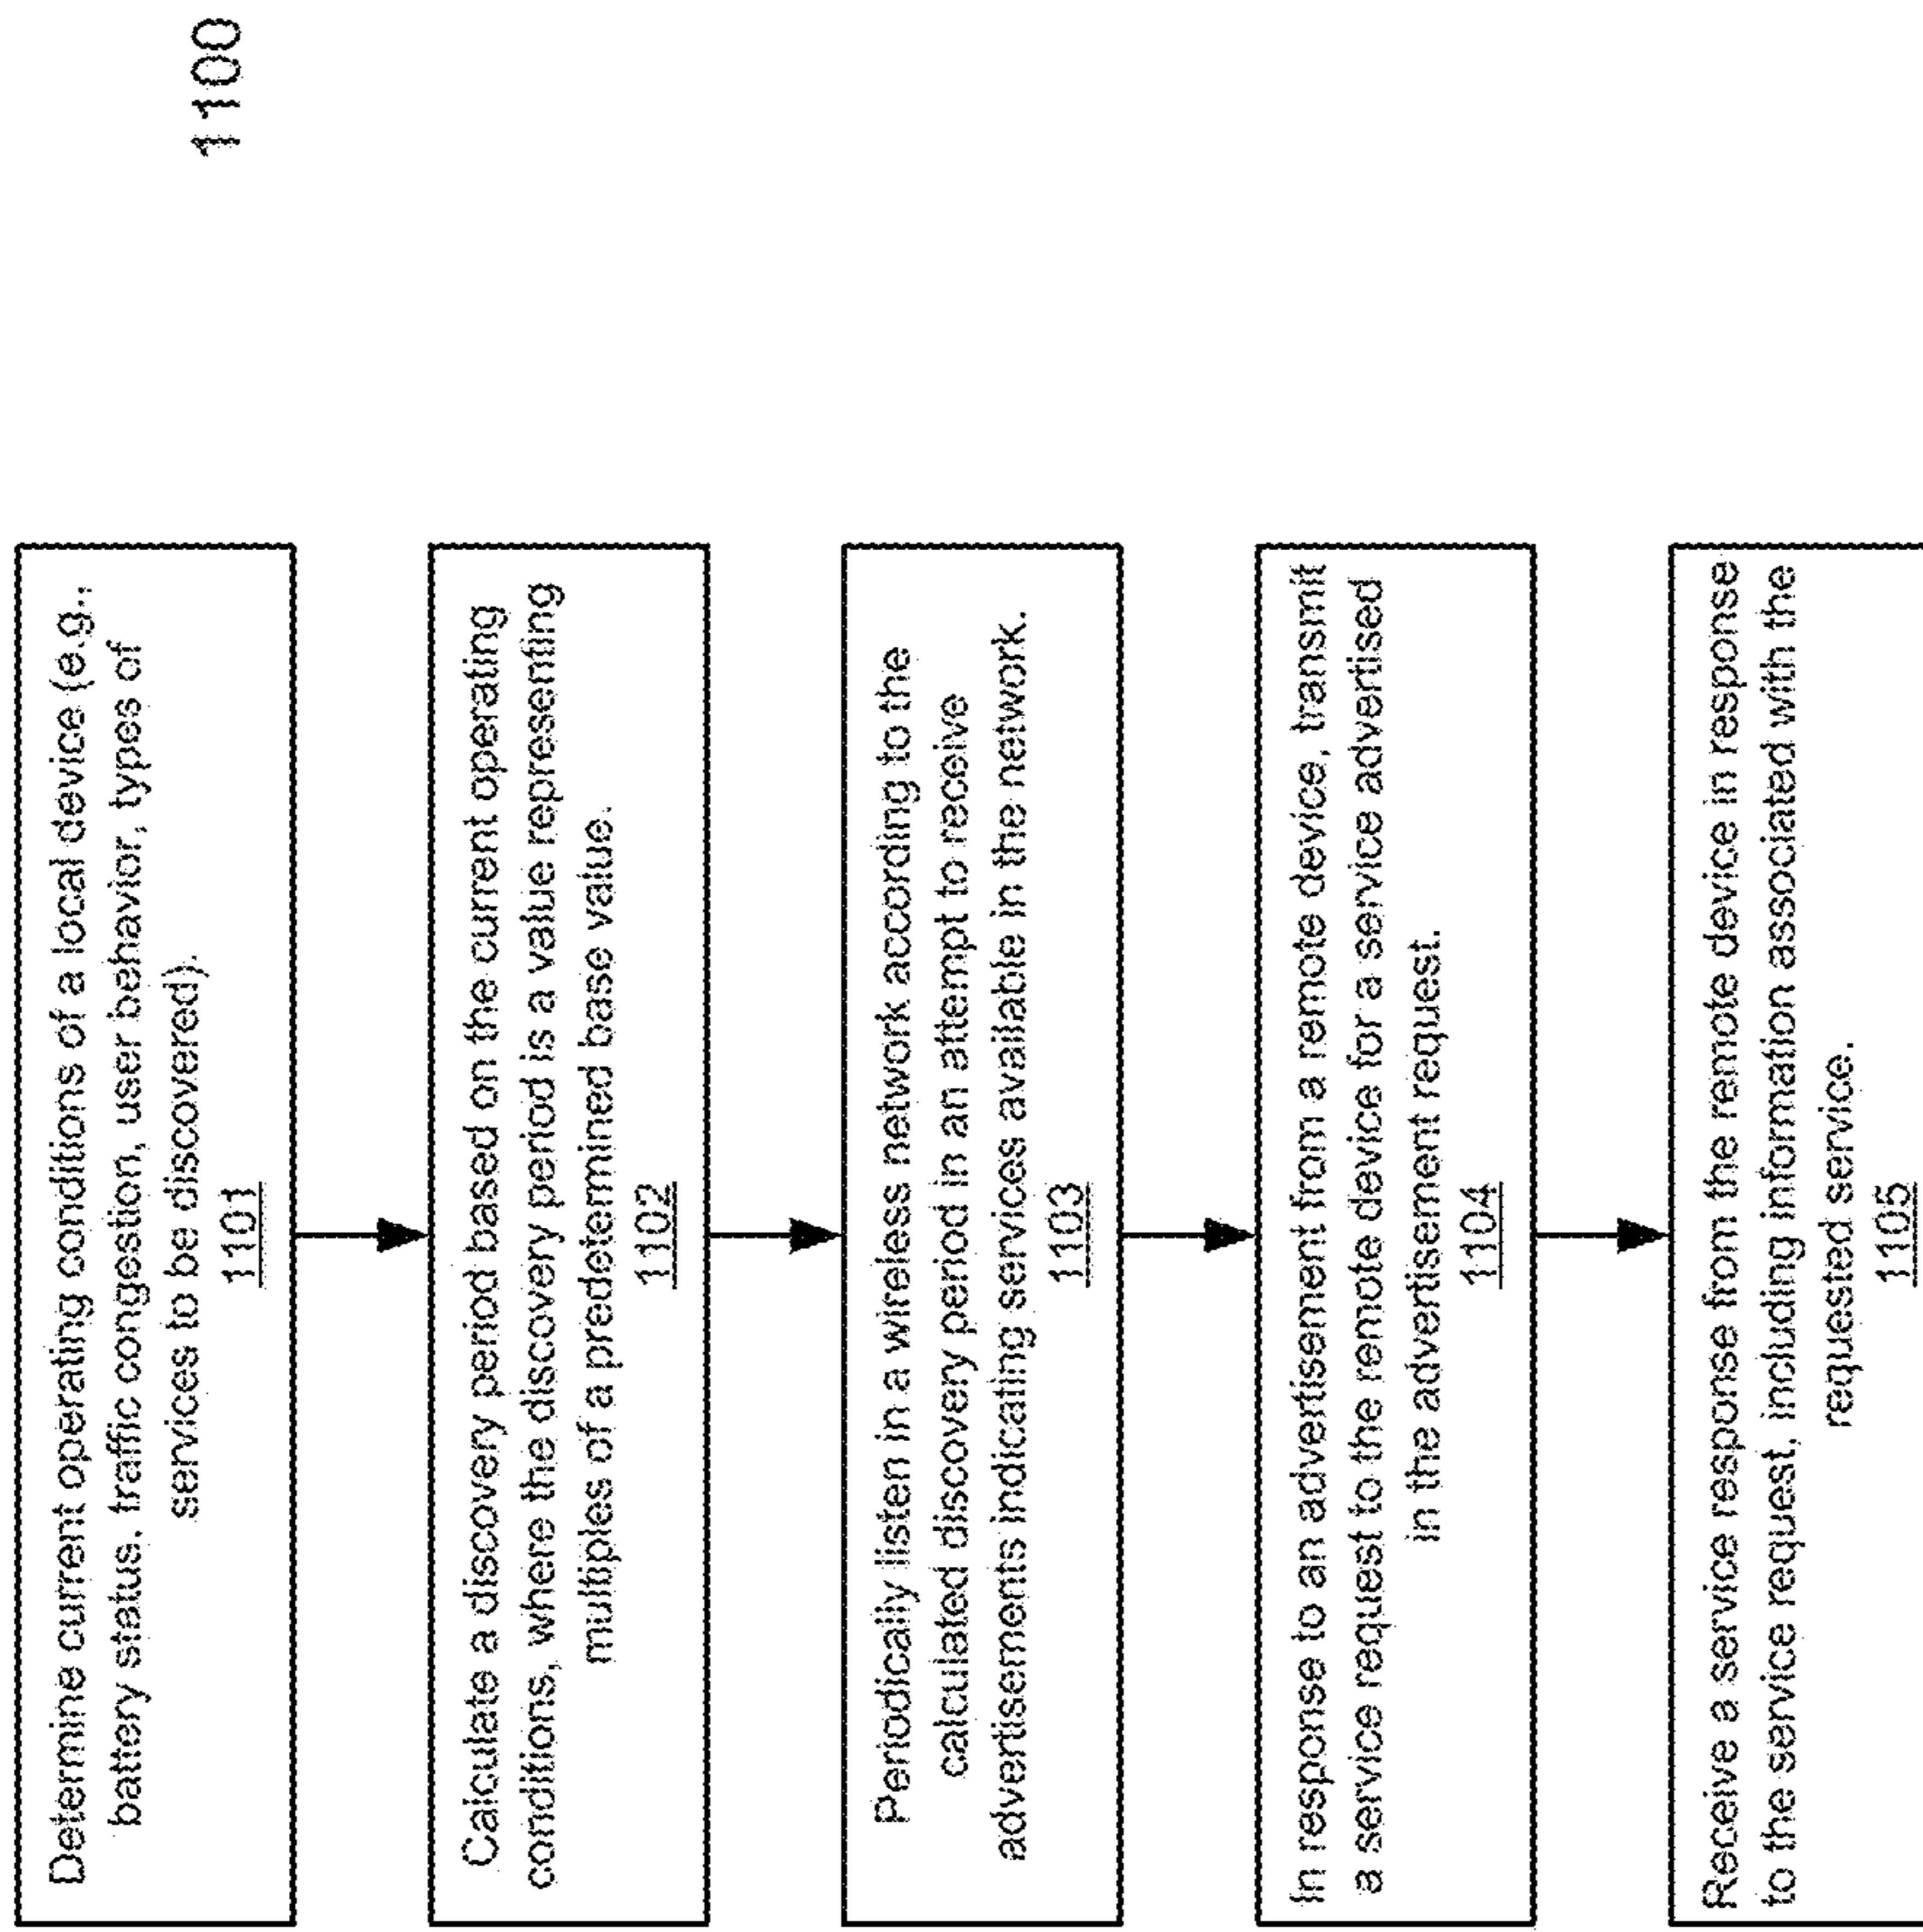 1100
Determine current operating conditions of a local device (e.g.,
battery status, traffic congestion, user behavior, types of
services to be discovered).
1101
Calculate a discovery period based on the current operating
conditions, where the discovery period is a value representing
multiples of a predetermined base value.
1102
Periodically listen in a wireless network according to the
calculated discovery period in an attempt to receive
advertisements indicating services available in the network.
1103
In response to an advertisement from a remote device, transmit
a service request to the remote device for a service advertised
in the advertisement request.
1104
Receive a service response from the remote device in response
to the service request, including information associated with the
requested service.
1105